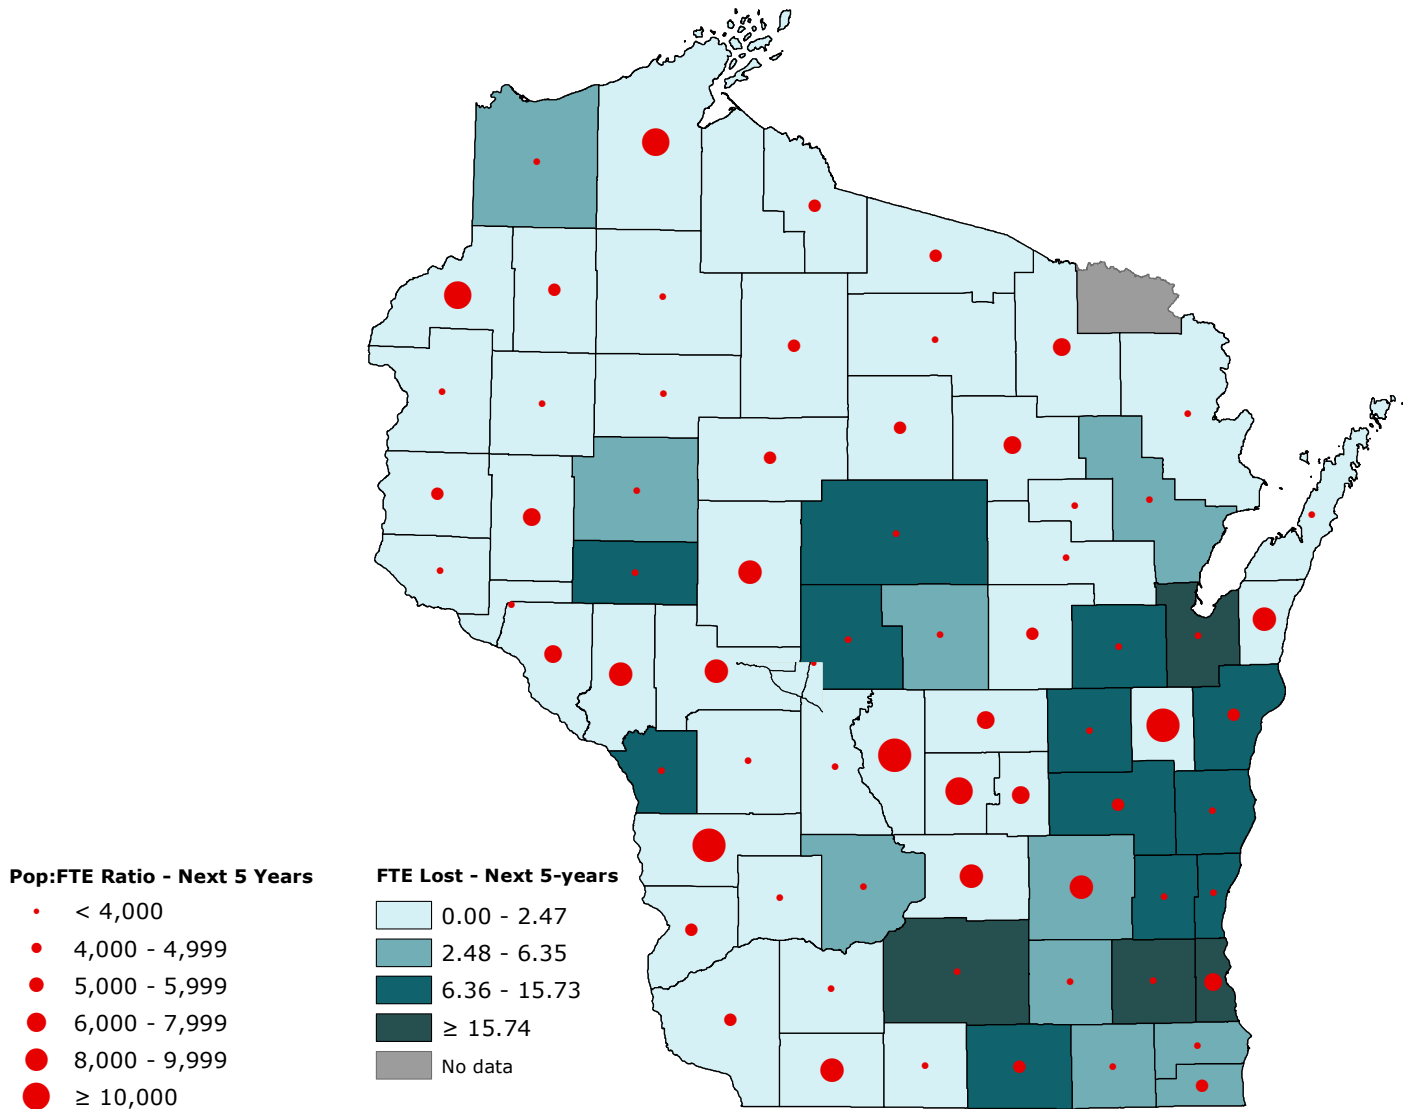 Pop:FTE Ratio - Next 5 Years
< 4,000
4,000 - 4,999
5,000 - 5,999
6,000 - 7,999
8,000 - 9,999
≥ 10,000
FTE Lost - Next 5-years
0.00 - 2.47
2.48 - 6.35
6.36 - 15.73
≥ 15.74
No data